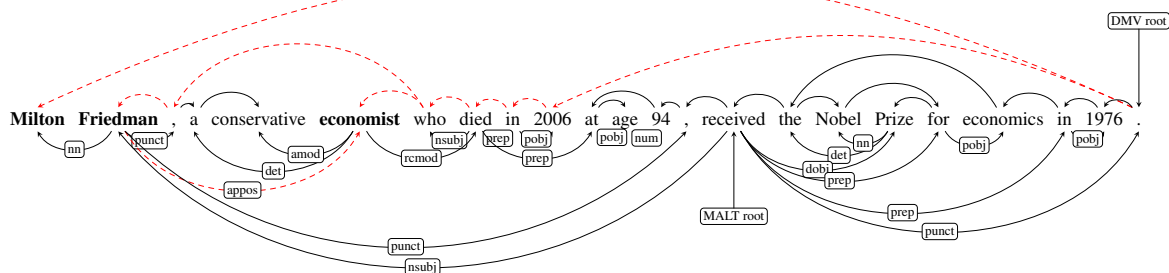 DMV root
Milton Friedman , a conservative economist who died in 2006 at age 94 , received the Nobel Prize for economics in 1976 .
nn punct nsubj prep pobj pobj num nn pobj pobj
amod rcmod prep det
det dobj
appos prep
MALT root prep
punct
punct
nsubj